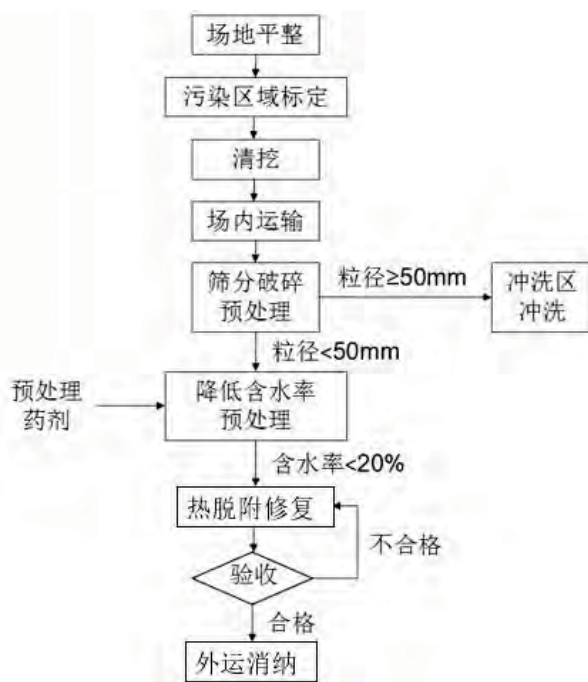 场地平整
污染区域标定
清挖
场内运输
筛分破碎
预处理
粒径≥50mm
冲洗区
冲洗
粒径<50mm
预处理
药剂
降低含水率
预处理
含水率<20%
热脱附修复
不合格
验收
合格
外运消纳